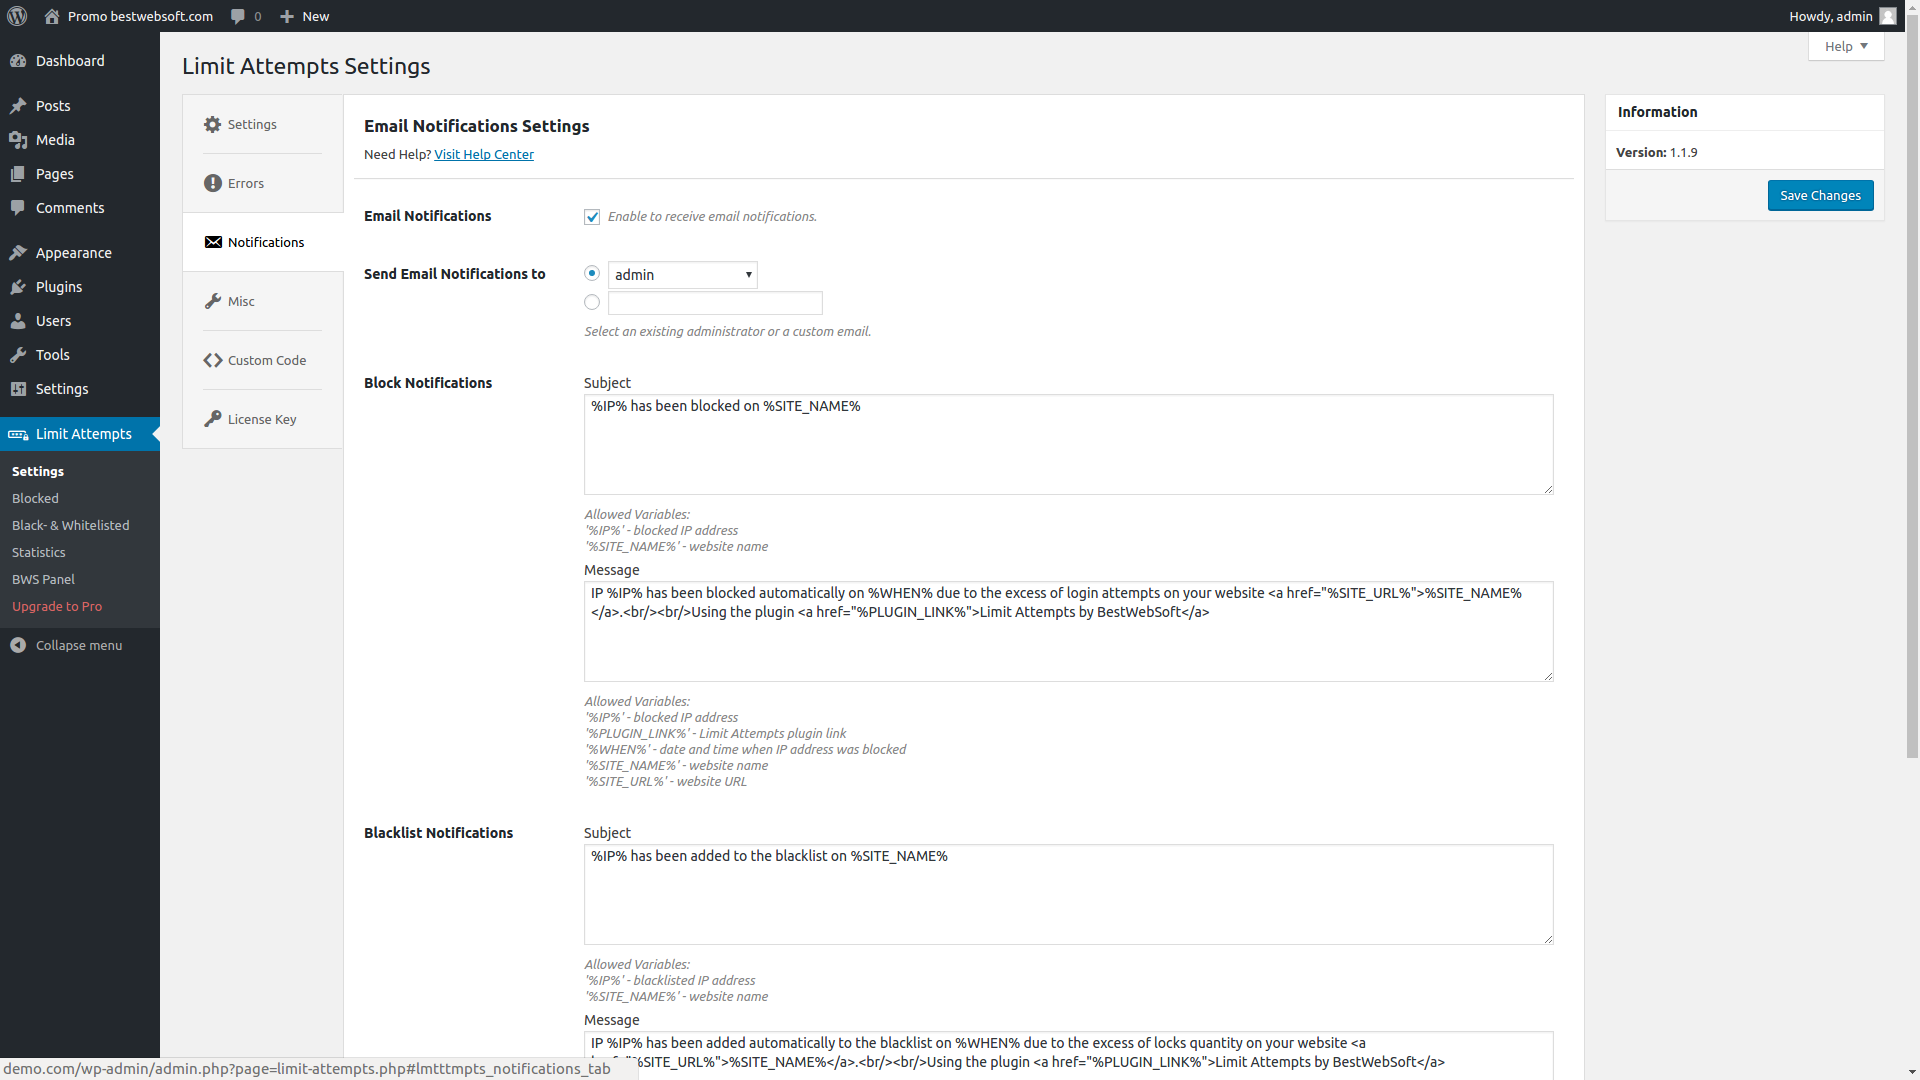 Promo bestwebsoft.com 0 New Howdy, admin
Help
Dashboard
Posts
Media
Pages
Comments
Appearance
Plugins
Users
Tools
Settings
Limit Attempts
Settings
Blocked
Black- & Whitelisted
Statistics
BWS Panel
Upgrade to Pro
Collapse menu
Limit Attempts Settings
Settings
Errors
Notifications
Misc
Custom Code
License Key
Email Notifications Settings
Need Help? Visit Help Center
Email Notifications
Enable to receive email notifications.
Send Email Notifications to
admin
Select an existing administrator or a custom email.
Block Notifications
Subject
%IP% has been blocked on %SITE_NAME%
Allowed Variables:
'%IP%' - blocked IP address
'%SITE_NAME%' - website name
Message
IP %IP% has been blocked automatically on %WHEN% due to the excess of login attempts on your website <a href="%SITE_URL%">%SITE_NAME%
</a>.<br/><br/>Using the plugin <a href="%PLUGIN_LINK%">Limit Attempts by BestWebSoft</a>
Allowed Variables:
'%IP%' - blocked IP address
'%PLUGIN_LINK%' - Limit Attempts plugin link
'%WHEN%' - date and time when IP address was blocked
'%SITE_NAME%' - website name
'%SITE_URL%' - website URL
Blacklist Notifications
Subject
%IP% has been added to the blacklist on %SITE_NAME%
Allowed Variables:
'%IP%' - blacklisted IP address
'%SITE_NAME%' - website name
Message
IP %IP% has been added automatically to the blacklist on %WHEN% due to the excess of locks quantity on your website <a
%SITE_URL%">%SITE_NAME%</a>.<br/><br/>Using the plugin <a href="%PLUGIN_LINK%">Limit Attempts by BestWebSoft</a>
Information
Version: 1.1.9
Save Changes
demo.com/wp-admin/admin.php?page=limit-attempts.php#lmtttmpts_notifications_tab